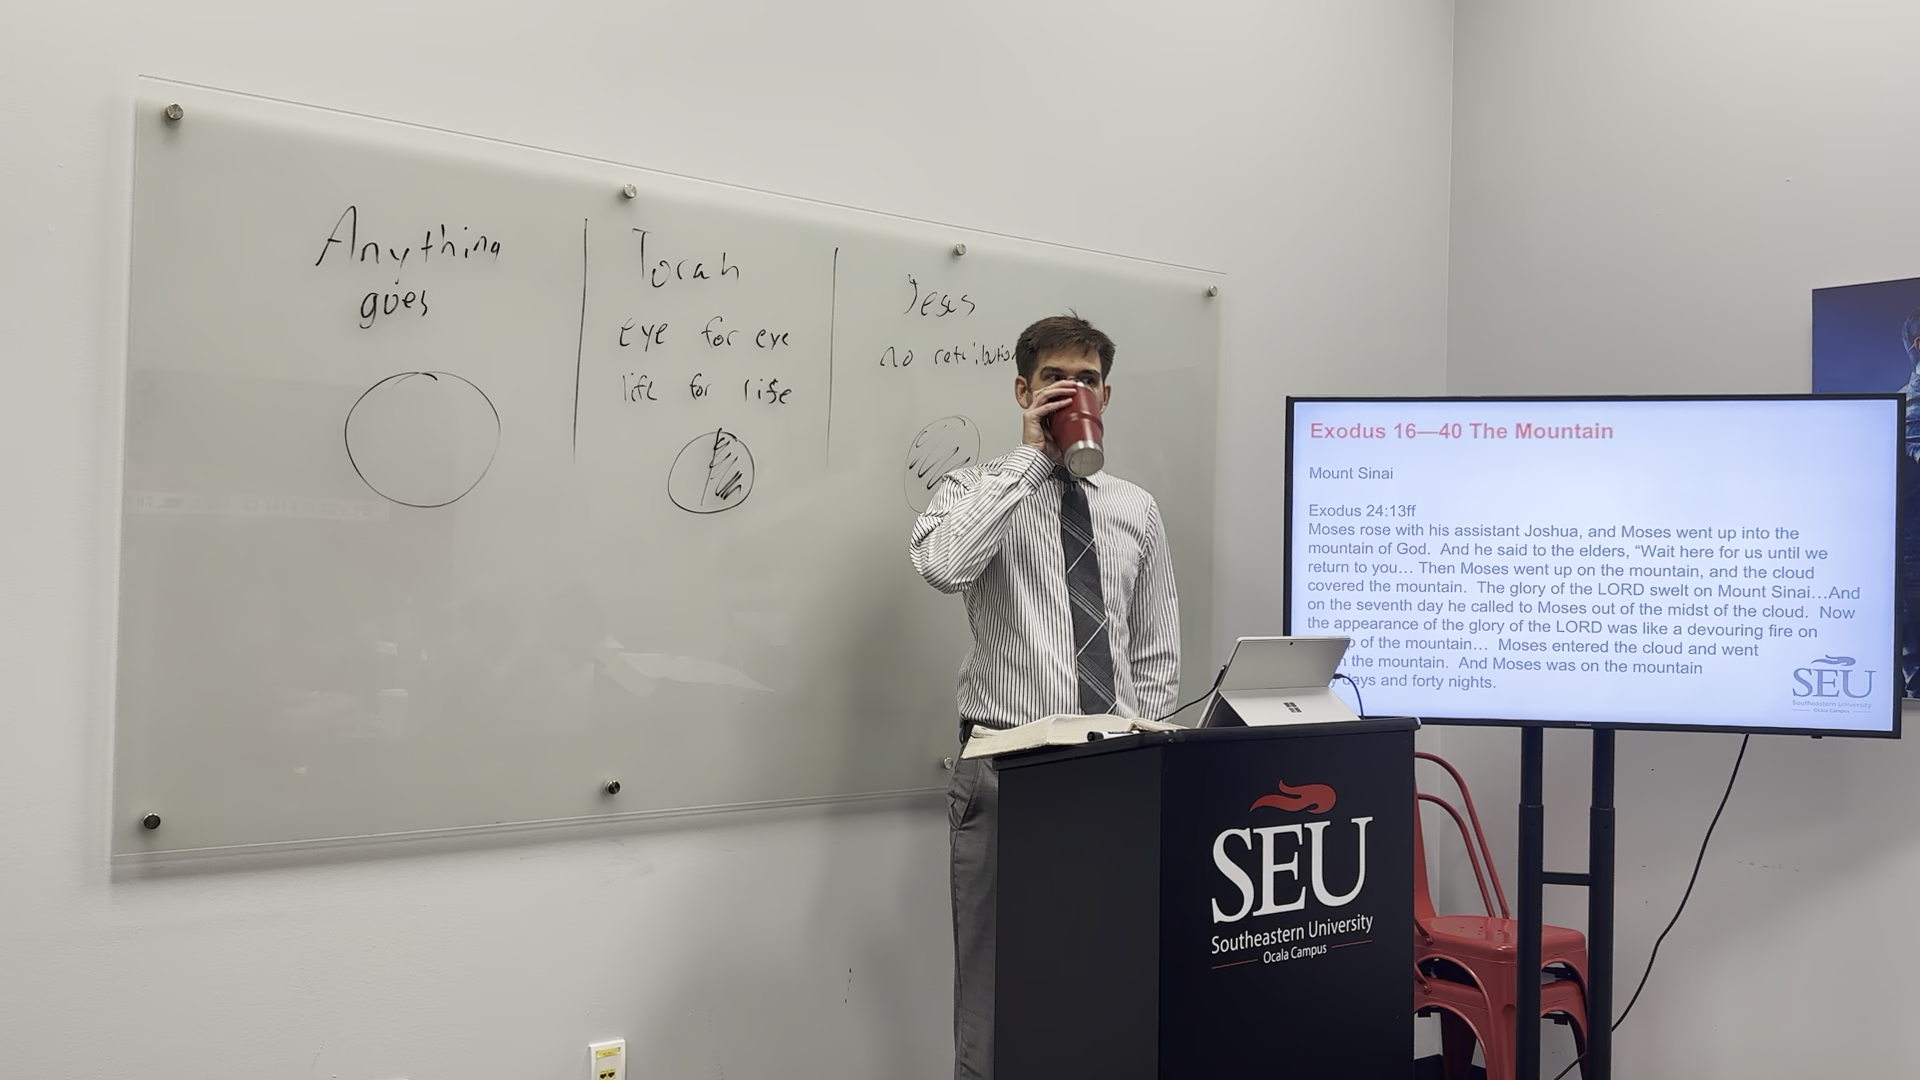 Anything
goes
Torah
eye for eye
life for life
Jesus
no retribution
Exodus 16—40 The Mountain
Mount Sinai
Exodus 24:13ff
Moses rose with his assistant Joshua, and Moses went up into the
mountain of God. And he said to the elders, “Wait here for us until we
return to you… Then Moses went up on the mountain, and the cloud
covered the mountain. The glory of the LORD swelt on Mount Sinai…And
on the seventh day he called to Moses out of the midst of the cloud. Now
the appearance of the glory of the LORD was like a devouring fire on
of the mountain… Moses entered the cloud and went
the mountain. And Moses was on the mountain
days and forty nights.
SEU
Southeastern University
Ocala Campus
SEU
Southeastern University
Ocala Campus